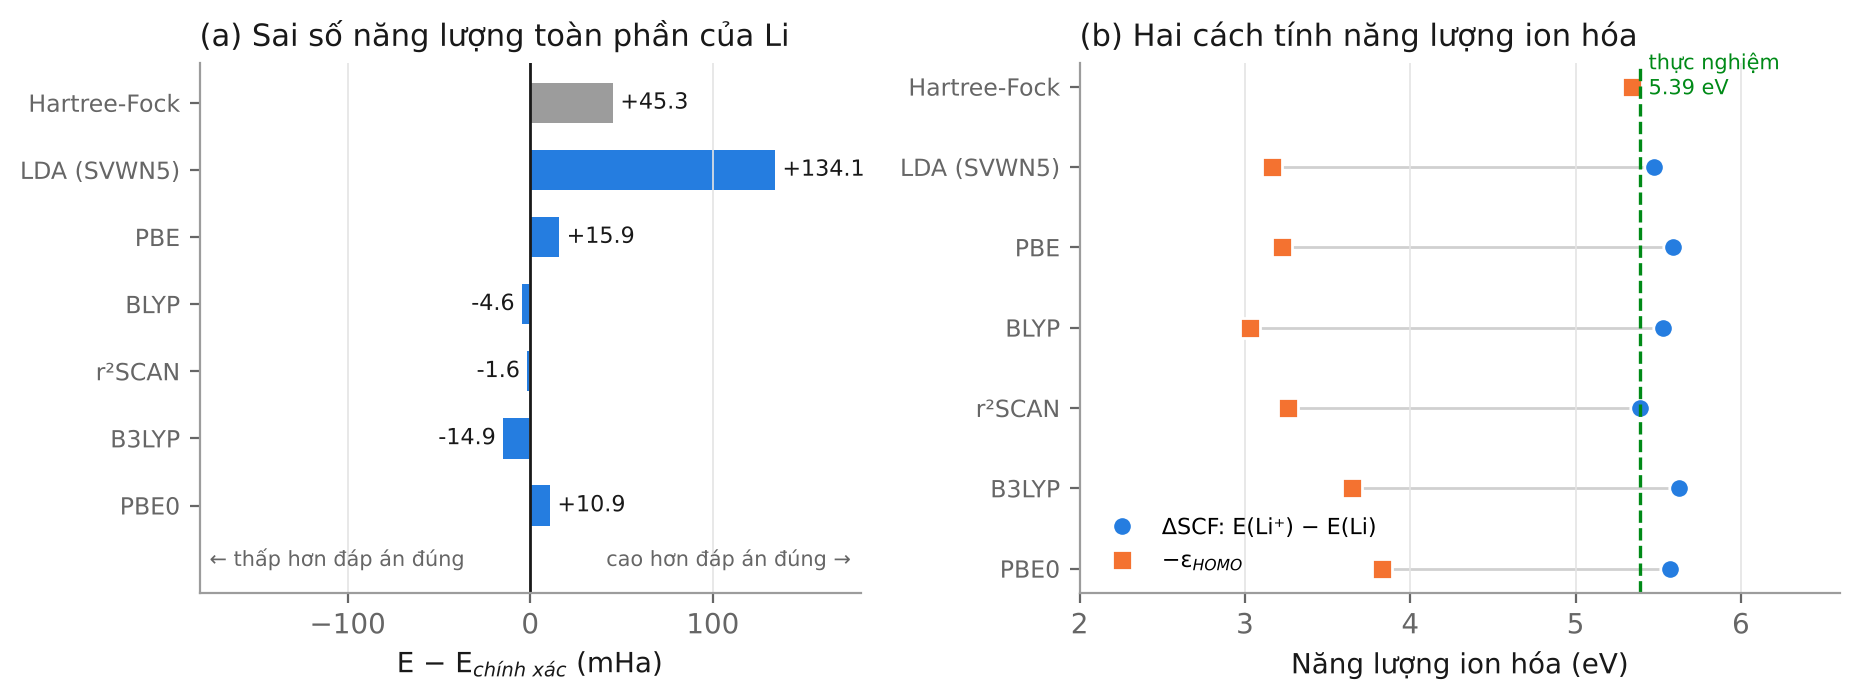 (a) Sai số năng lượng toàn phần của Li
Hartree-Fock
+45.3
LDA (SVWN5)
+134.1
PBE
+15.9
BLYP
-4.6
r²SCAN
-1.6
B3LYP
-14.9
PBE0
+10.9
← thấp hơn đáp án đúng
cao hơn đáp án đúng →
−100
0
100
E − Echính xác (mHa)
(b) Hai cách tính năng lượng ion hóa
thực nghiệm
5.39 eV
Hartree-Fock
LDA (SVWN5)
PBE
BLYP
r²SCAN
B3LYP
PBE0
ΔSCF: E(Li⁺) − E(Li)
−εHOMO
2
3
4
5
6
Năng lượng ion hóa (eV)